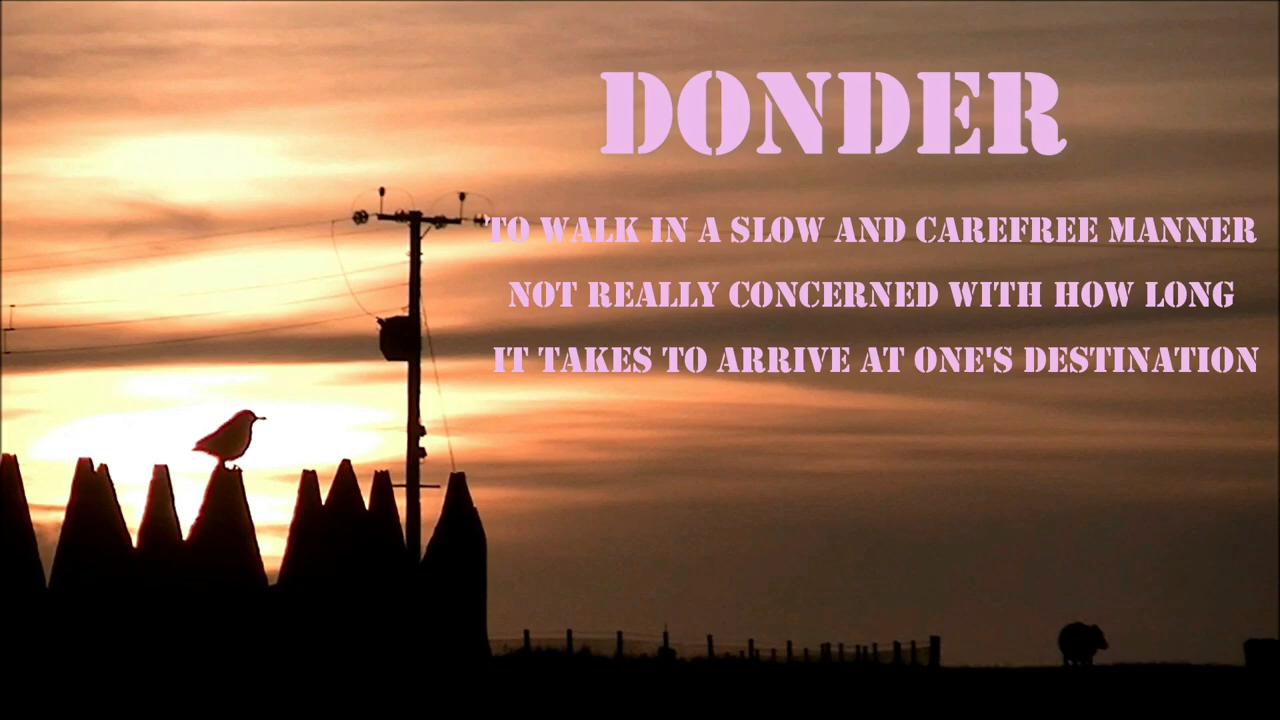 DONDER
TO WALK IN A SLOW AND CAREFREE MANNER
NOT REALLY CONCERNED WITH HOW LONG
IT TAKES TO ARRIVE AT ONE'S DESTINATION